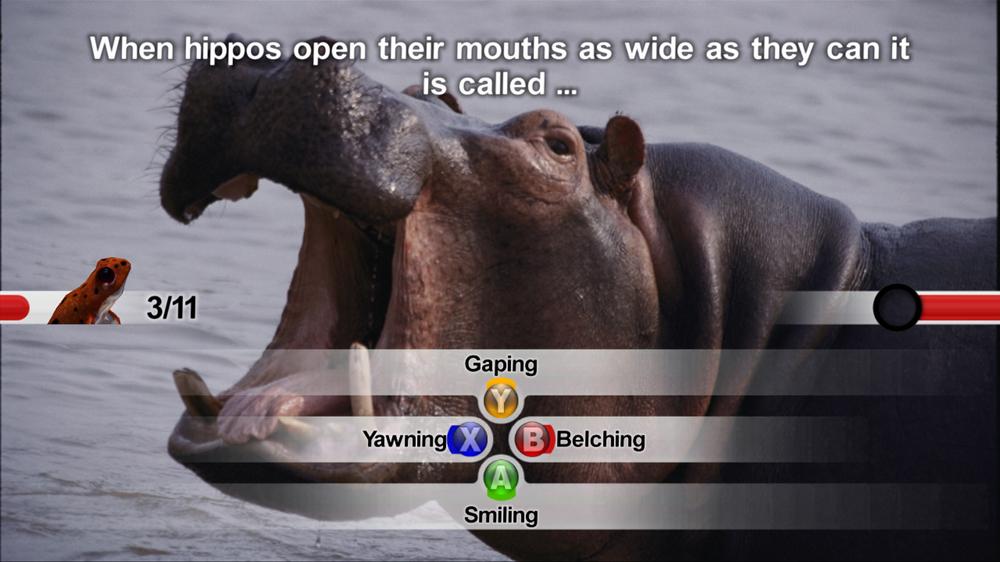 When hippos open their mouths as wide as they can it
is called ...
3/11
Gaping
Y
Yawning X B Belching
A
Smiling